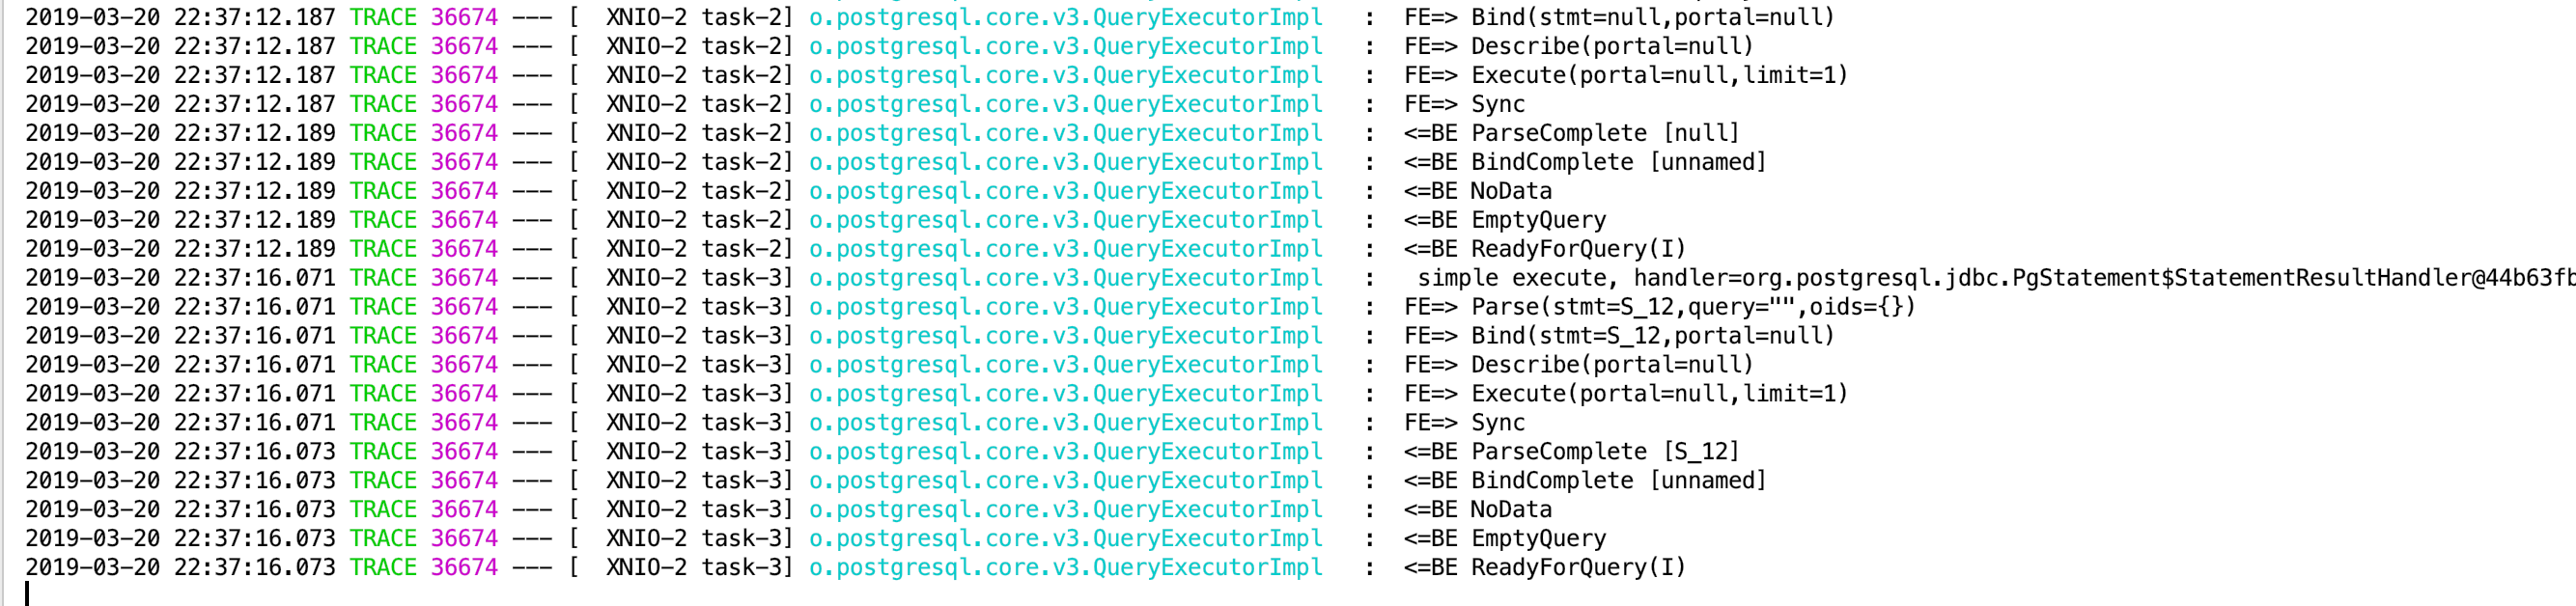 2019-03-20 22:37:12.187 TRACE 36674 --- [  XNIO-2 task-2] o.postgresql.core.v3.QueryExecutorImpl   :  FE=> Bind(stmt=null,portal=null)
2019-03-20 22:37:12.187 TRACE 36674 --- [  XNIO-2 task-2] o.postgresql.core.v3.QueryExecutorImpl   :  FE=> Describe(portal=null)
2019-03-20 22:37:12.187 TRACE 36674 --- [  XNIO-2 task-2] o.postgresql.core.v3.QueryExecutorImpl   :  FE=> Execute(portal=null,limit=1)
2019-03-20 22:37:12.187 TRACE 36674 --- [  XNIO-2 task-2] o.postgresql.core.v3.QueryExecutorImpl   :  FE=> Sync
2019-03-20 22:37:12.189 TRACE 36674 --- [  XNIO-2 task-2] o.postgresql.core.v3.QueryExecutorImpl   :  <=BE ParseComplete [null]
2019-03-20 22:37:12.189 TRACE 36674 --- [  XNIO-2 task-2] o.postgresql.core.v3.QueryExecutorImpl   :  <=BE BindComplete [unnamed]
2019-03-20 22:37:12.189 TRACE 36674 --- [  XNIO-2 task-2] o.postgresql.core.v3.QueryExecutorImpl   :  <=BE NoData
2019-03-20 22:37:12.189 TRACE 36674 --- [  XNIO-2 task-2] o.postgresql.core.v3.QueryExecutorImpl   :  <=BE EmptyQuery
2019-03-20 22:37:12.189 TRACE 36674 --- [  XNIO-2 task-2] o.postgresql.core.v3.QueryExecutorImpl   :  <=BE ReadyForQuery(I)
2019-03-20 22:37:16.071 TRACE 36674 --- [  XNIO-2 task-3] o.postgresql.core.v3.QueryExecutorImpl   :   simple execute, handler=org.postgresql.jdbc.PgStatement$StatementResultHandler@44b63fb
2019-03-20 22:37:16.071 TRACE 36674 --- [  XNIO-2 task-3] o.postgresql.core.v3.QueryExecutorImpl   :  FE=> Parse(stmt=S_12,query="",oids={})
2019-03-20 22:37:16.071 TRACE 36674 --- [  XNIO-2 task-3] o.postgresql.core.v3.QueryExecutorImpl   :  FE=> Bind(stmt=S_12,portal=null)
2019-03-20 22:37:16.071 TRACE 36674 --- [  XNIO-2 task-3] o.postgresql.core.v3.QueryExecutorImpl   :  FE=> Describe(portal=null)
2019-03-20 22:37:16.071 TRACE 36674 --- [  XNIO-2 task-3] o.postgresql.core.v3.QueryExecutorImpl   :  FE=> Execute(portal=null,limit=1)
2019-03-20 22:37:16.071 TRACE 36674 --- [  XNIO-2 task-3] o.postgresql.core.v3.QueryExecutorImpl   :  FE=> Sync
2019-03-20 22:37:16.073 TRACE 36674 --- [  XNIO-2 task-3] o.postgresql.core.v3.QueryExecutorImpl   :  <=BE ParseComplete [S_12]
2019-03-20 22:37:16.073 TRACE 36674 --- [  XNIO-2 task-3] o.postgresql.core.v3.QueryExecutorImpl   :  <=BE BindComplete [unnamed]
2019-03-20 22:37:16.073 TRACE 36674 --- [  XNIO-2 task-3] o.postgresql.core.v3.QueryExecutorImpl   :  <=BE NoData
2019-03-20 22:37:16.073 TRACE 36674 --- [  XNIO-2 task-3] o.postgresql.core.v3.QueryExecutorImpl   :  <=BE EmptyQuery
2019-03-20 22:37:16.073 TRACE 36674 --- [  XNIO-2 task-3] o.postgresql.core.v3.QueryExecutorImpl   :  <=BE ReadyForQuery(I)